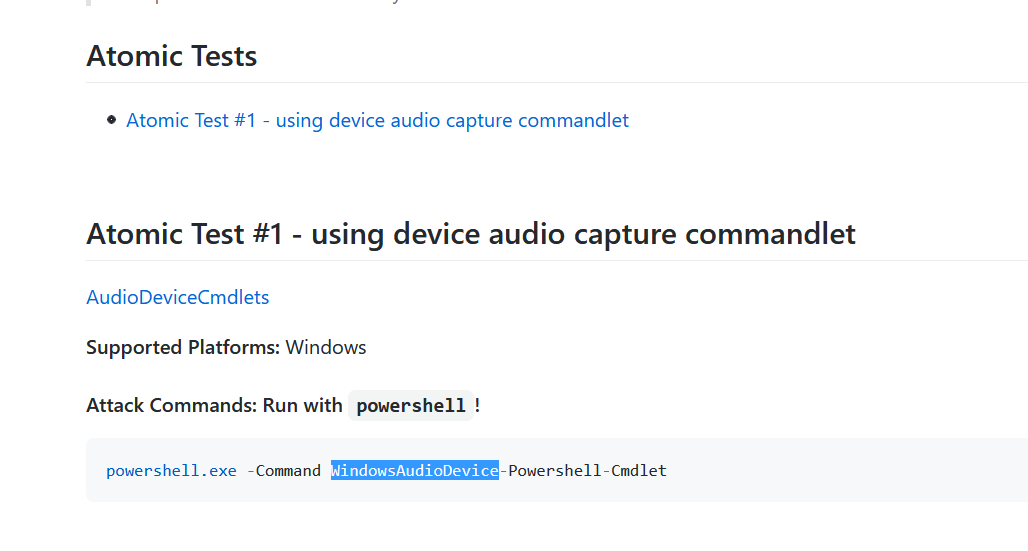 Atomic Tests
Atomic Test #1 - using device audio capture commandlet
Atomic Test #1 - using device audio capture commandlet
AudioDeviceCmdlets
Supported Platforms: Windows
Attack Commands: Run with powershell!
powershell.exe -Command WindowsAudioDevice-Powershell-Cmdlet